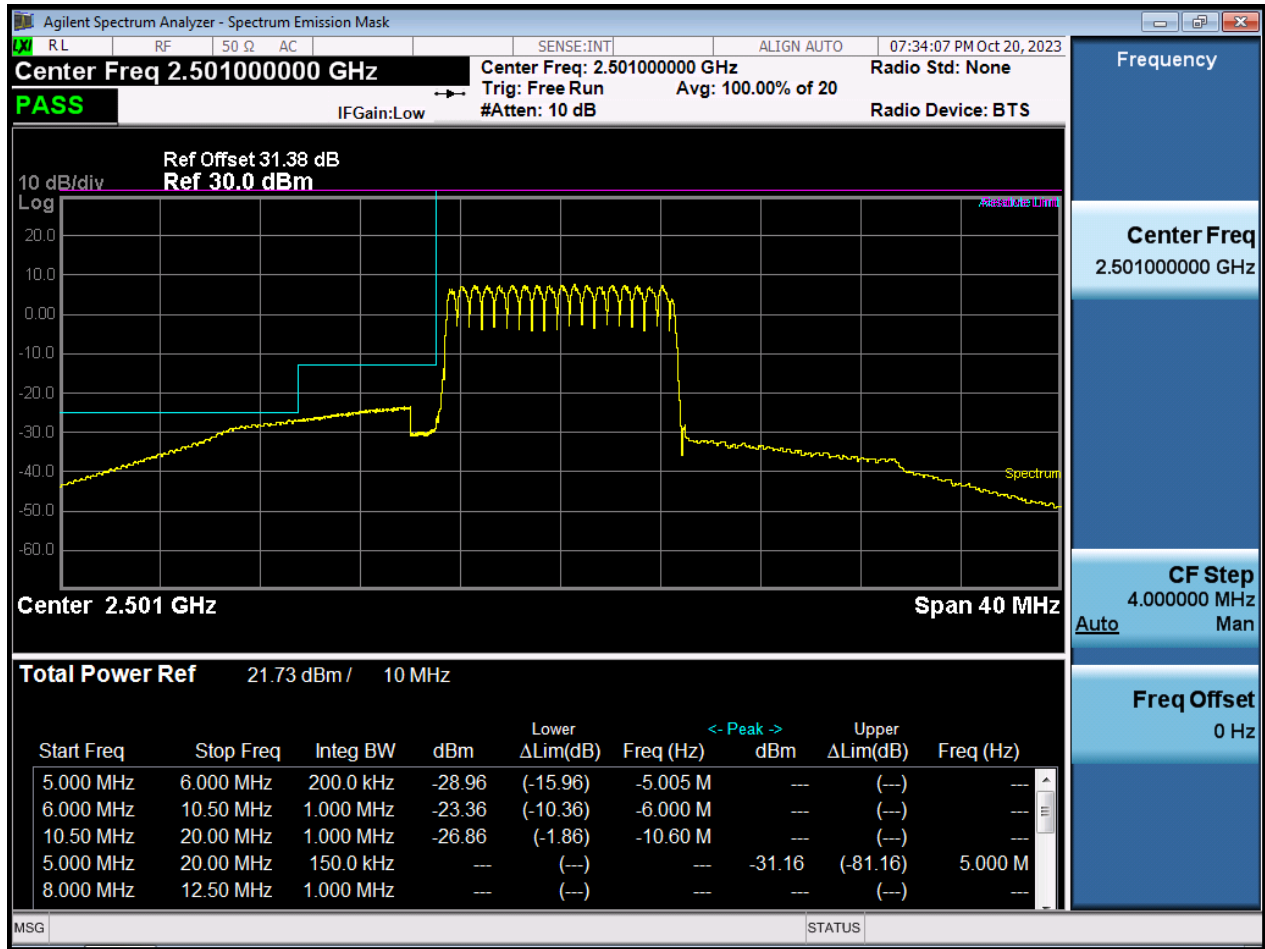 Agilent Spectrum Analyzer - Spectrum Emission Mask
LXI RL RF 50 Ω AC SENSE:INT ALIGN AUTO 07:34:07 PM Oct 20, 2023
Center Freq 2.501000000 GHz
Center Freq: 2.501000000 GHz Radio Std: None
Trig: Free Run Avg: 100.00% of 20
PASS IFGain:Low #Atten: 10 dB Radio Device: BTS
Ref Offset 31.38 dB
10 dB/div Ref 30.0 dBm
Log
Limit
20.0
10.0
0.00
-10.0
-20.0
-30.0
-40.0
Spectrum
-50.0
-60.0
Center 2.501 GHz Span 40 MHz
Total Power Ref 21.73 dBm / 10 MHz
Lower <- Peak -> Upper
Start Freq Stop Freq Integ BW dBm ΔLim(dB) Freq (Hz) dBm ΔLim(dB) Freq (Hz)
5.000 MHz 6.000 MHz 200.0 kHz -28.96 (-15.96) -5.005 M --- (---) ---
6.000 MHz 10.50 MHz 1.000 MHz -23.36 (-10.36) -6.000 M --- (---) ---
10.50 MHz 20.00 MHz 1.000 MHz -26.86 (-1.86) -10.60 M --- (---) ---
5.000 MHz 20.00 MHz 150.0 kHz --- (---) --- -31.16 (-81.16) 5.000 M
8.000 MHz 12.50 MHz 1.000 MHz --- (---) --- --- (---) ---
MSG STATUS
Frequency
Center Freq
2.501000000 GHz
CF Step
4.000000 MHz
Auto Man
Freq Offset
0 Hz